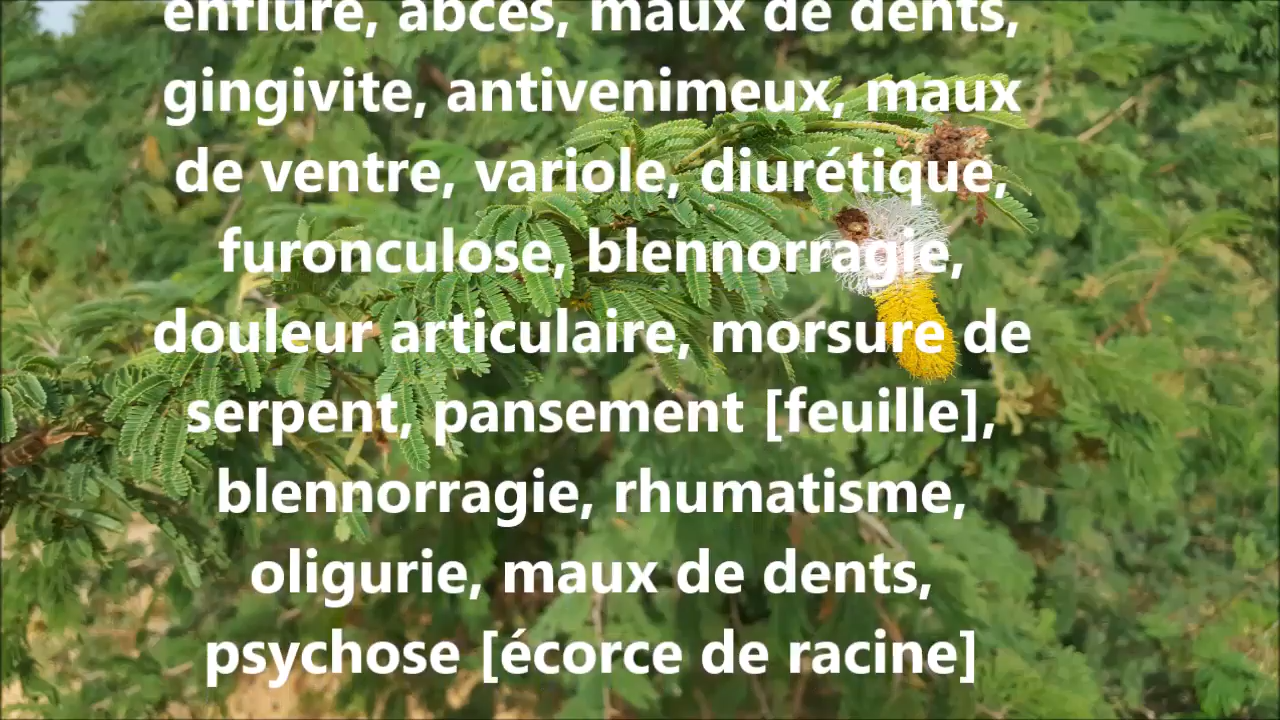 enflure, abcès, maux de dents,
gingivite, antivenimeux, maux
de ventre, variole, diurétique,
furonculose, blennorragie,
douleur articulaire, morsure de
serpent, pansement [feuille],
blennorragie, rhumatisme,
oligurie, maux de dents,
psychose [écorce de racine]